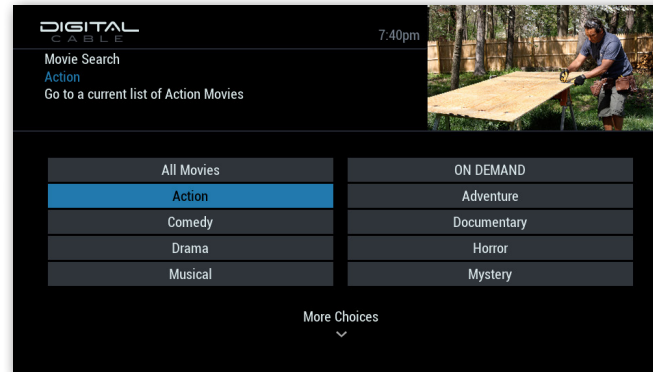 DIGITAL
CABLE
7:40pm
Movie Search
Action
Go to a current list of Action Movies
All Movies
ON DEMAND
Action
Adventure
Comedy
Documentary
Drama
Horror
Musical
Mystery
More Choices